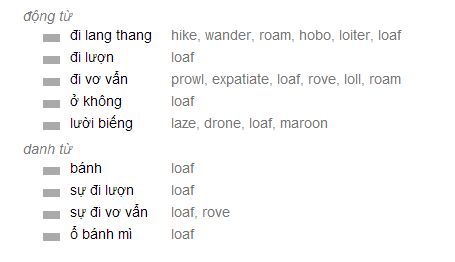 động từ
đi lang thang hike, wander, roam, hobo, loiter, loaf
đi lượn loaf
đi vơ vẩn prowl, expatiate, loaf, rove, loll, roam
ở không loaf
lười biếng laze, drone, loaf, maroon
danh từ
bánh loaf
sự đi lượn loaf
sự đi vơ vẩn loaf, rove
ổ bánh mì loaf